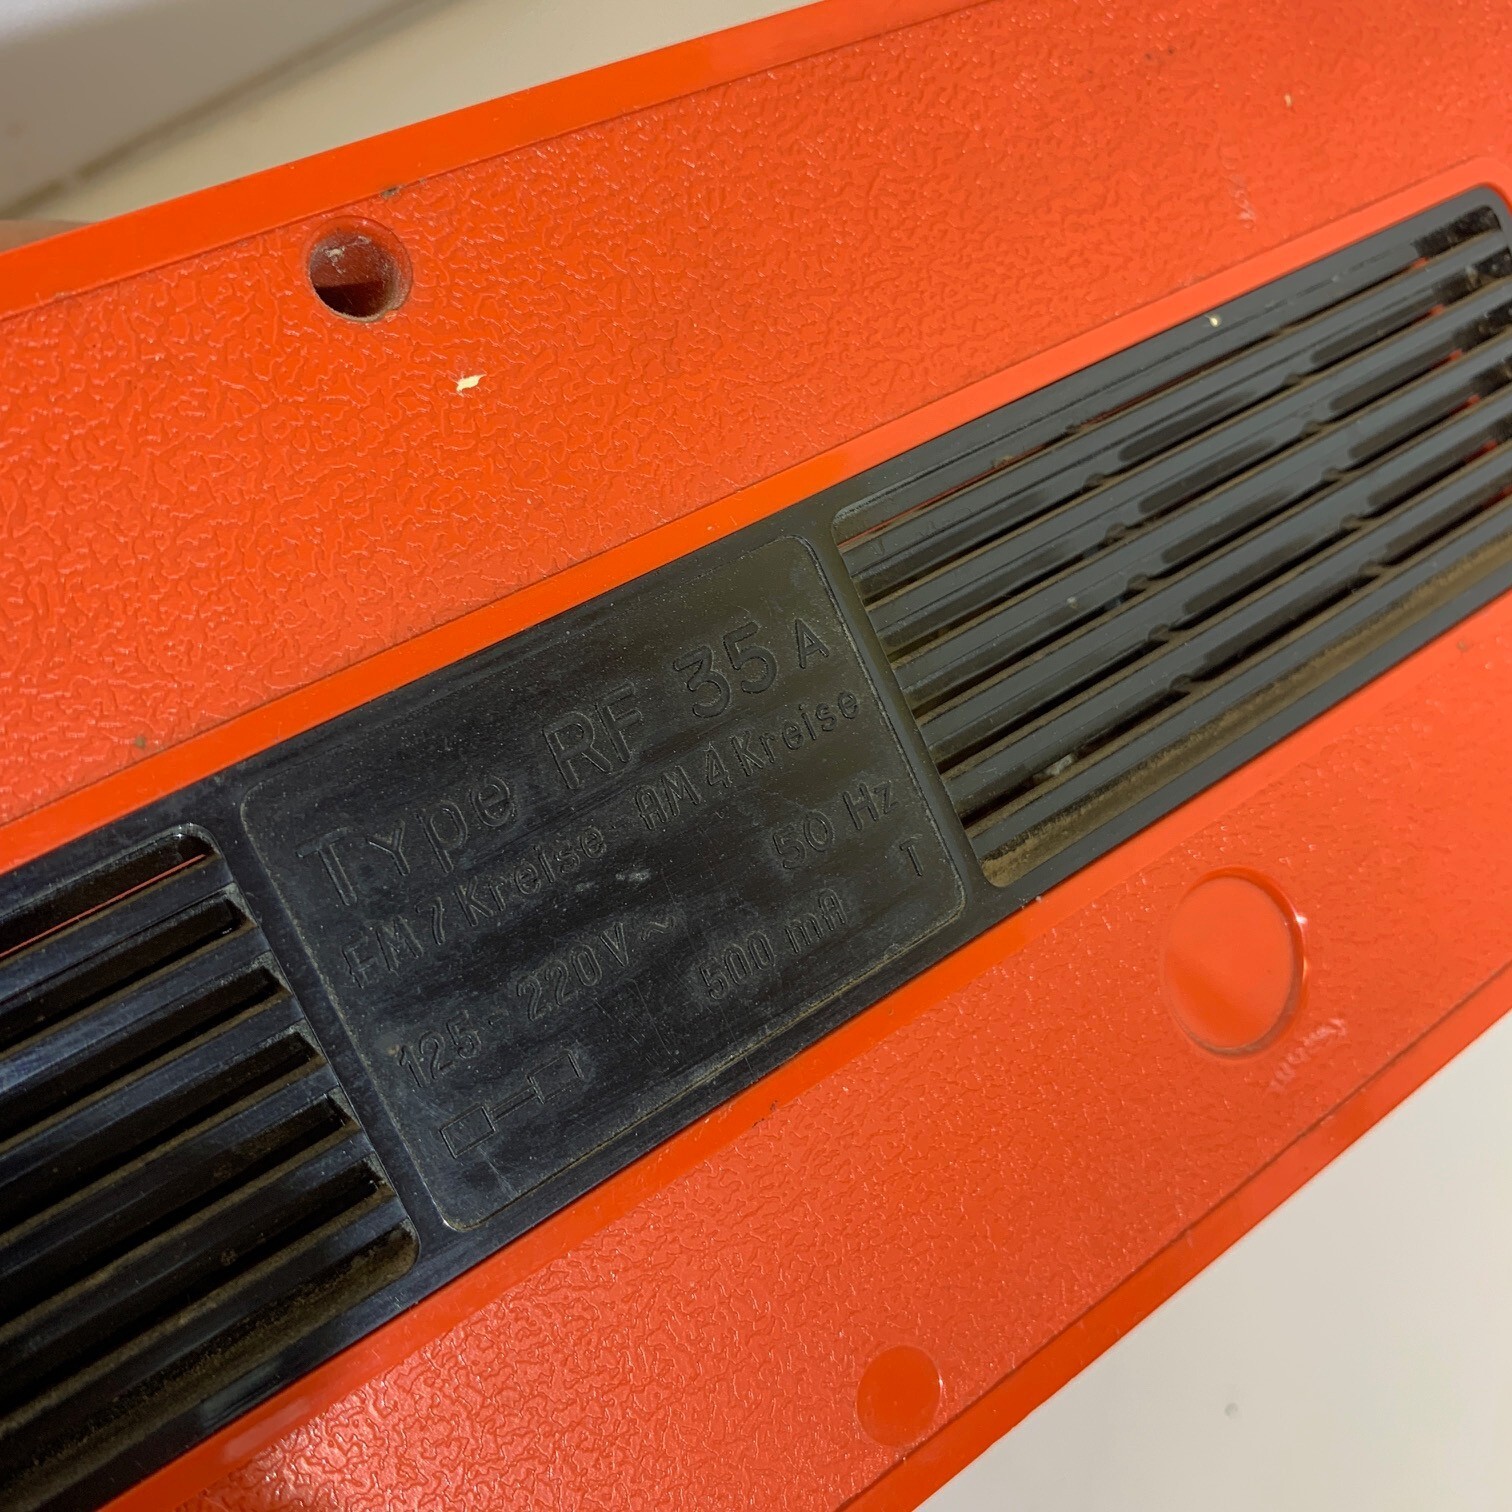 Type RF 35 A
FM 7 Kreise · AM 4 Kreise
125 - 220 V ~ 50 Hz
500 mA T